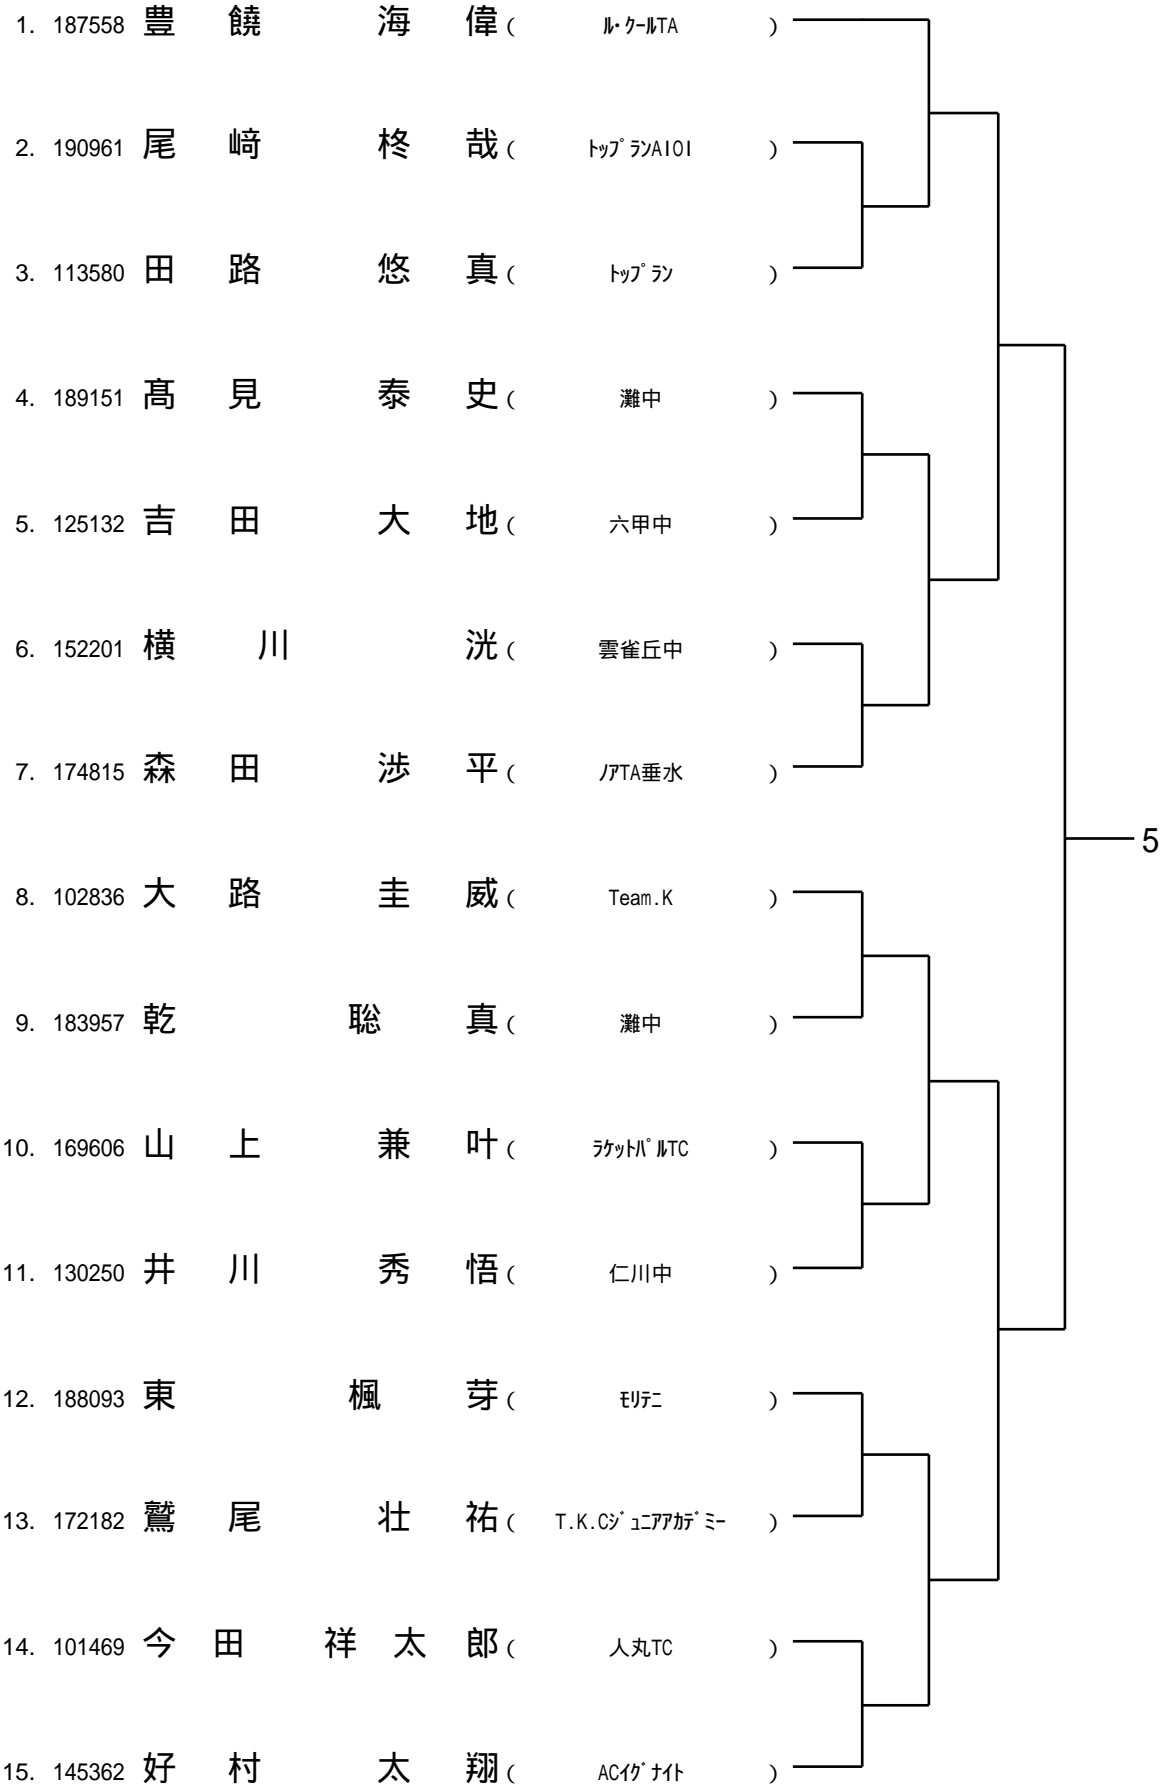 1. 187558 豊 饒 海 偉 ( ﾙ･ｸｰﾙTA )
2. 190961 尾 﨑 柊 哉 ( ﾄｯﾌﾟﾗﾝAIOI )
3. 113580 田 路 悠 真 ( ﾄｯﾌﾟﾗﾝ )
4. 189151 髙 見 泰 史 ( 灘中 )
5. 125132 吉 田 大 地 ( 六甲中 )
6. 152201 横 川 洸 ( 雲雀丘中 )
7. 174815 森 田 渉 平 ( ﾉｱTA垂水 )
5
8. 102836 大 路 圭 威 ( Team.K )
9. 183957 乾 聡 真 ( 灘中 )
10. 169606 山 上 兼 叶 ( ﾗｹｯﾄﾊﾟﾙTC )
11. 130250 井 川 秀 悟 ( 仁川中 )
12. 188093 東 楓 芽 ( ﾓﾘﾃﾆ )
13. 172182 鷲 尾 壮 祐 ( T.K.Cｼﾞｭﾆｱｱｶﾃﾞﾐｰ )
14. 101469 今 田 祥 太 郎 ( 人丸TC )
15. 145362 好 村 太 翔 ( ACｲｸﾞﾅｲﾄ )